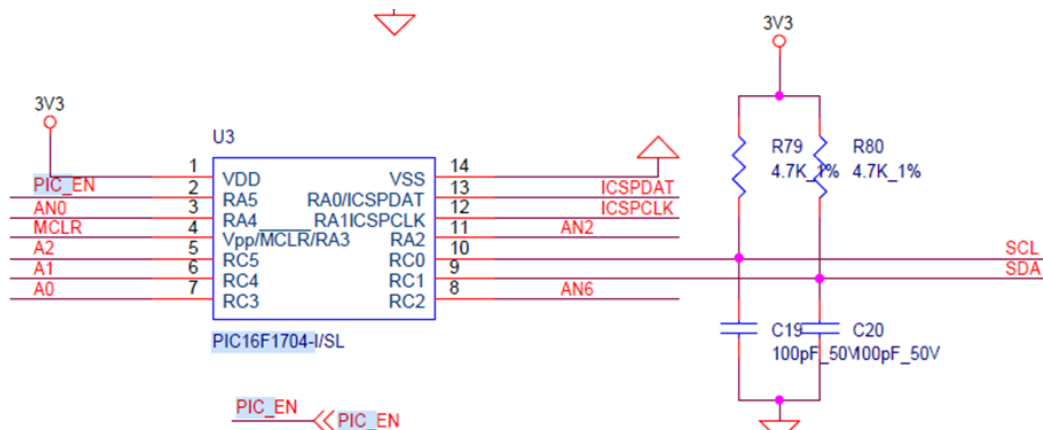 3V3
3V3
U3
R79
R80
4.7K_1%
4.7K_1%
1
VDD
VSS
14
PIC_EN
2
RA5
RA0/ICSPDAT
13
ICSPDAT
AN0
3
RA4
RA1ICSPCLK
12
ICSPCLK
MCLR
4
Vpp/MCLR/RA3
RA2
11
AN2
A2
5
RC5
RC0
10
SCL
A1
6
RC4
RC1
9
SDA
A0
7
RC3
RC2
8
AN6
PIC16F1704-I/SL
C19
C20
100pF_50V
100pF_50V
PIC_EN
PIC_EN